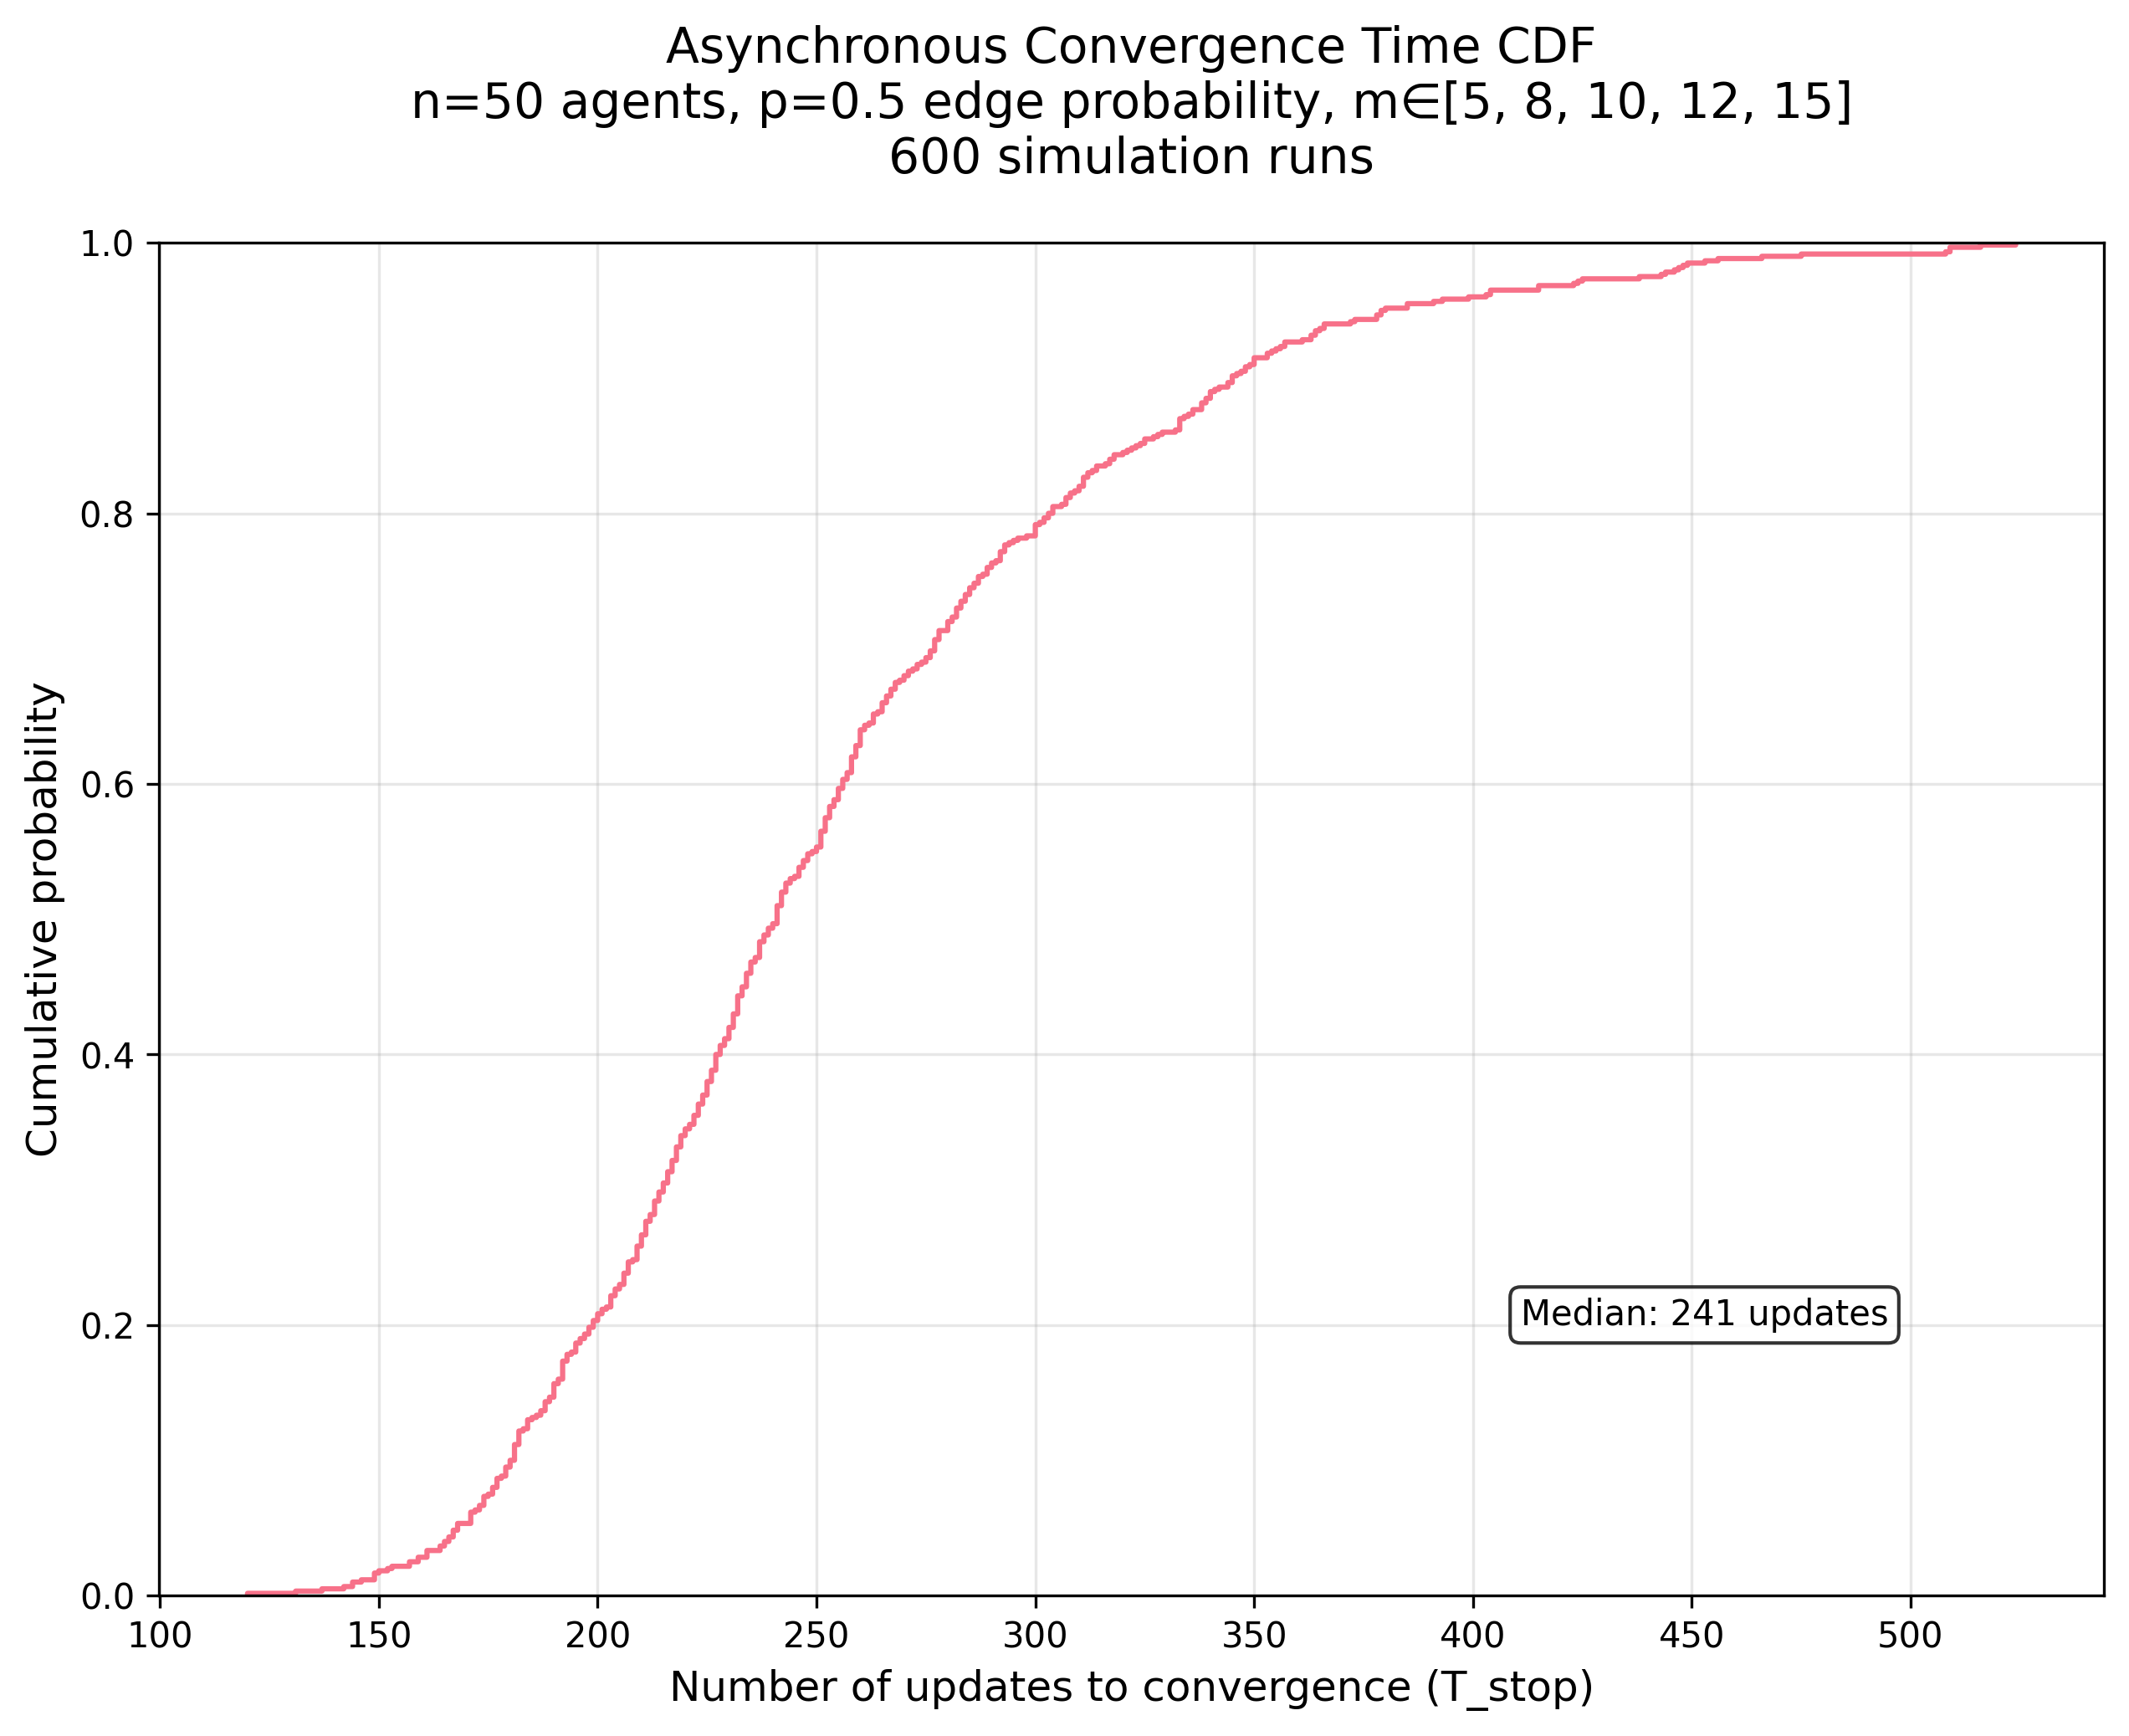 Asynchronous Convergence Time CDF
n=50 agents, p=0.5 edge probability, m∈[5, 8, 10, 12, 15]
600 simulation runs
Cumulative probability
1.0
0.8
0.6
0.4
0.2
0.0
Median: 241 updates
100 150 200 250 300 350 400 450 500
Number of updates to convergence (T_stop)